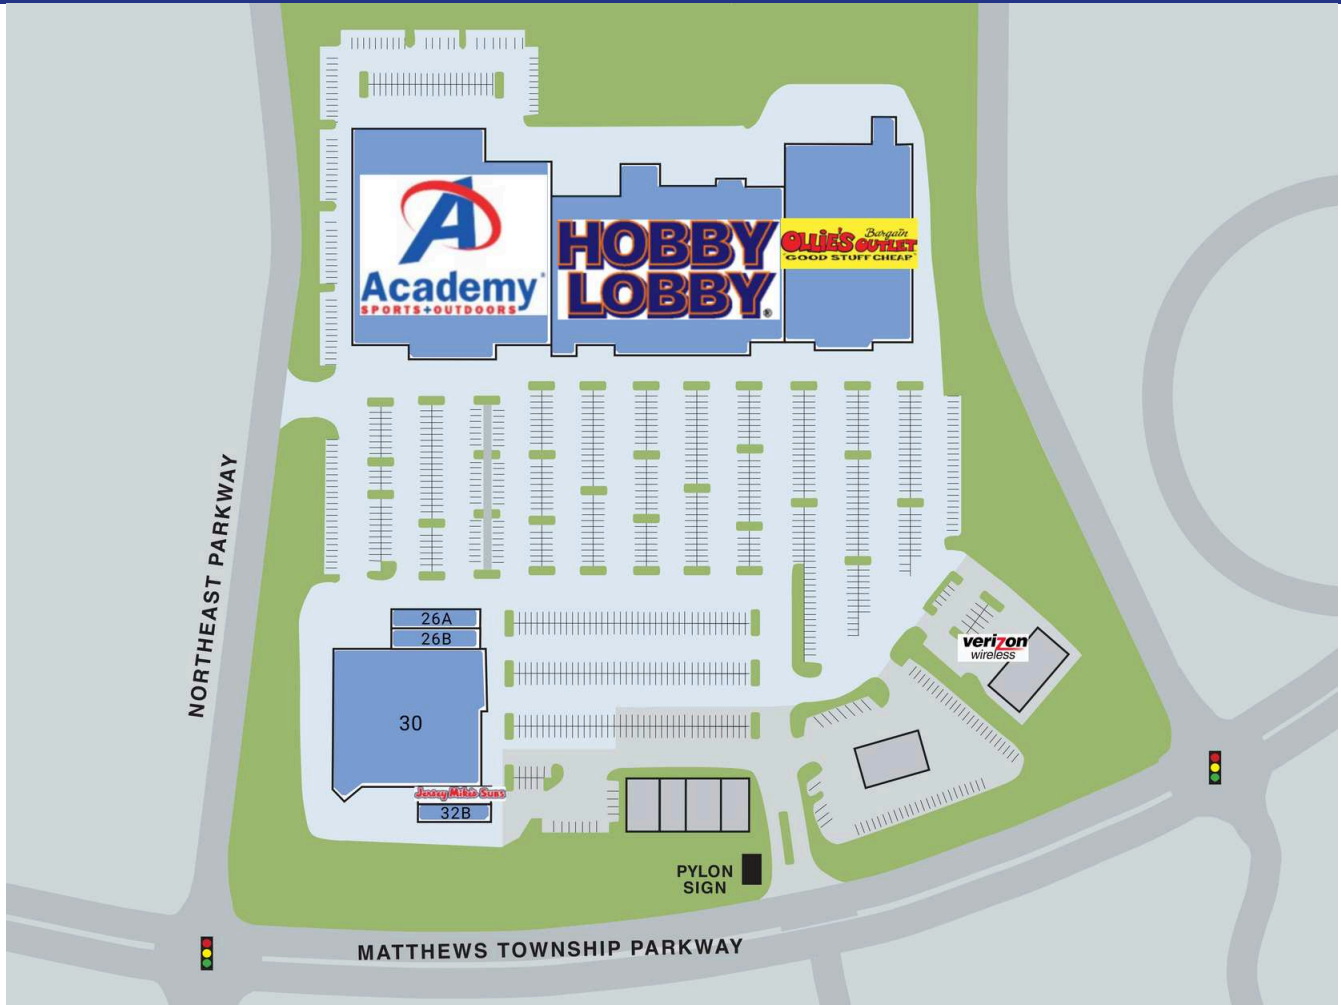 Academy
SPORTS+OUTDOORS
HOBBY
LOBBY®
OLLIE'S Bargain
OUTLET
"GOOD STUFF CHEAP"
NORTHEAST PARKWAY
26A
26B
verizon
wireless
30
Jersey Mike's Subs
32B
PYLON
SIGN
MATTHEWS TOWNSHIP PARKWAY